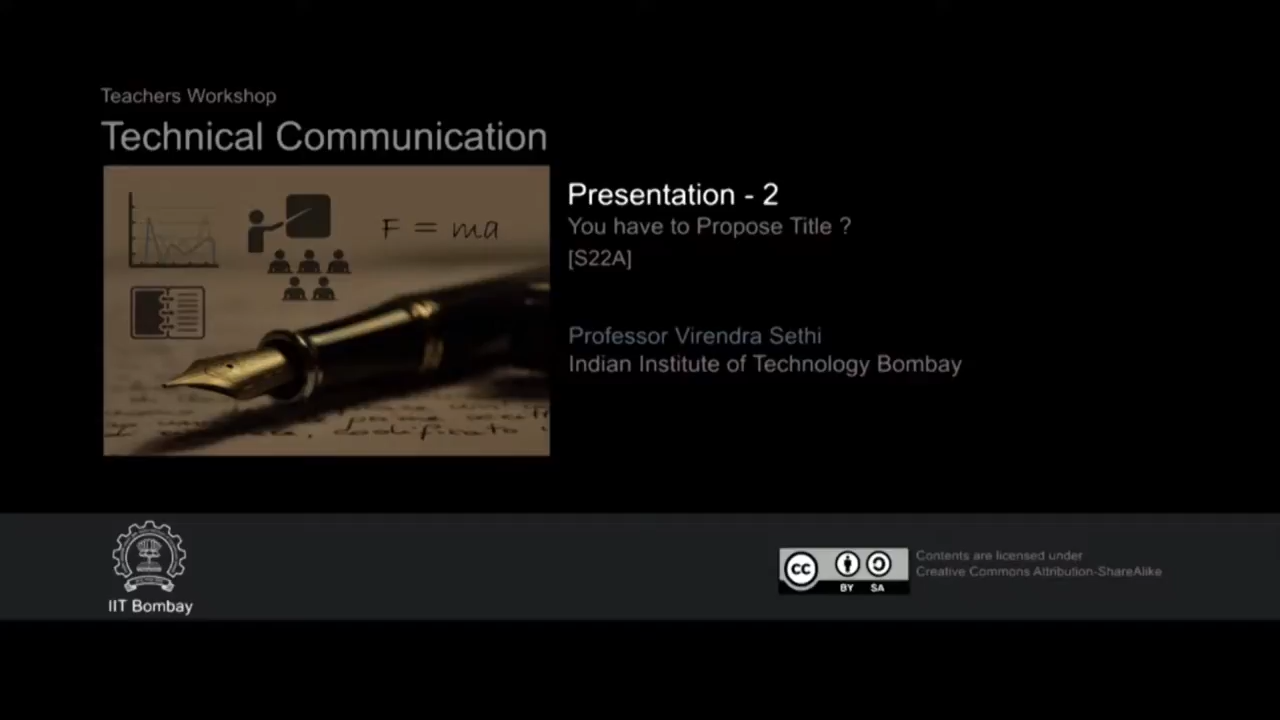 Teachers Workshop
Technical Communication
F = ma
Presentation - 2
You have to Propose Title ?
[S22A]
Professor Virendra Sethi
Indian Institute of Technology Bombay
IIT Bombay
cc
BY SA
Contents are licensed under
Creative Commons Attribution-ShareAlike